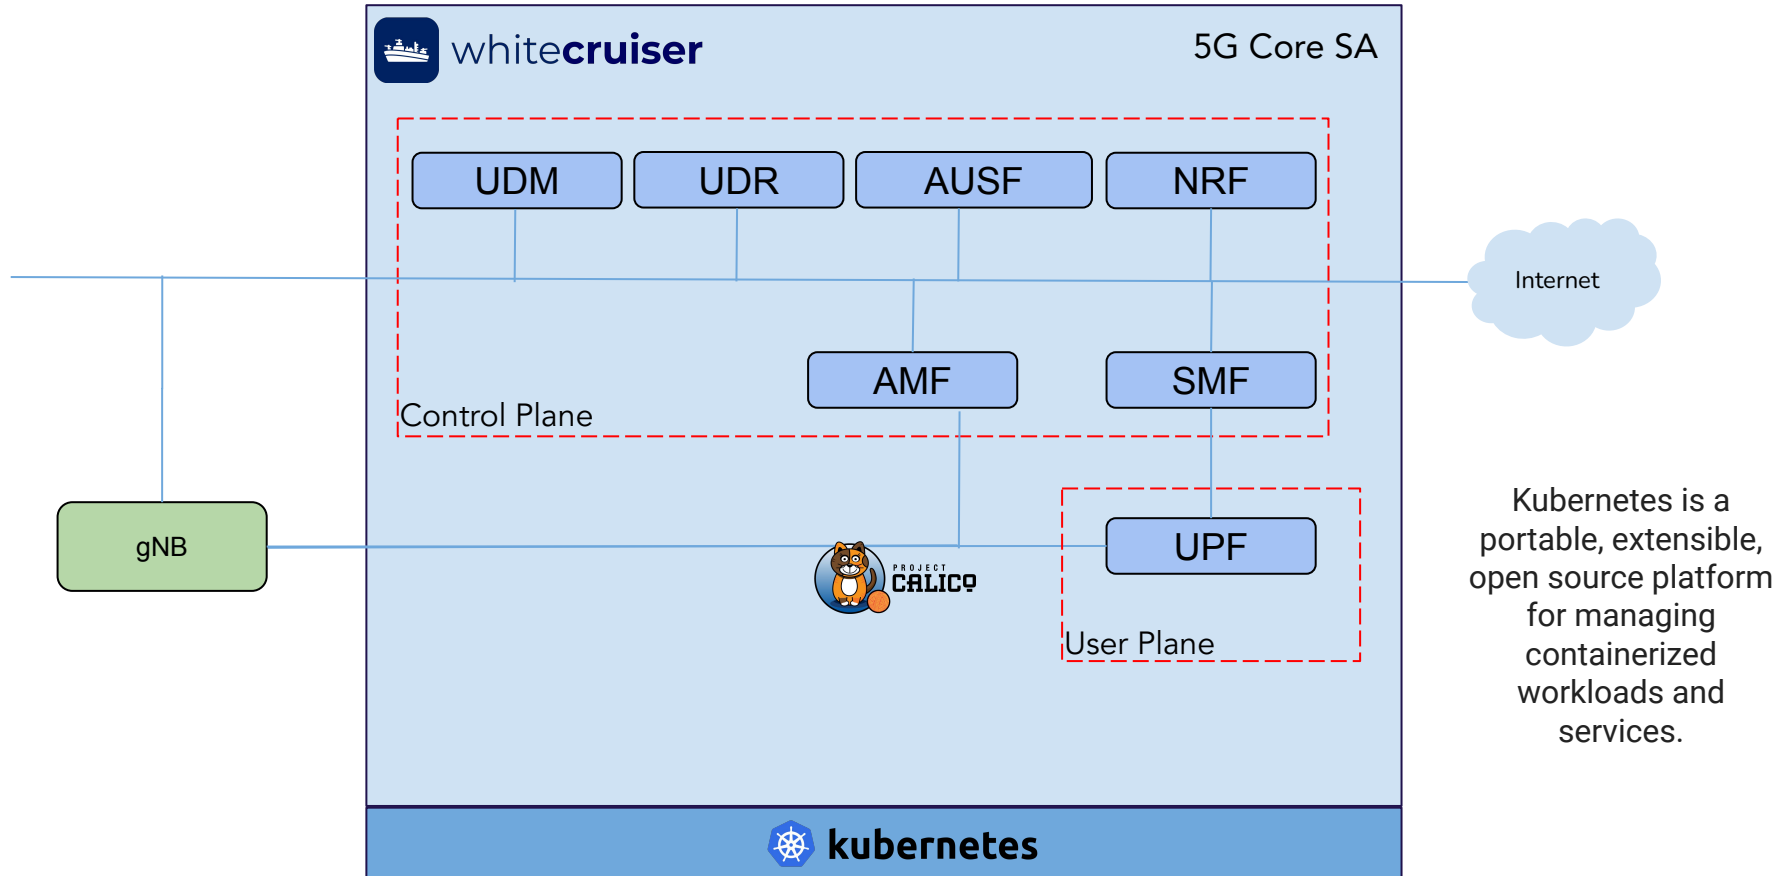 whitecruiser
5G Core SA
UDM
UDR
AUSF
NRF
Internet
AMF
SMF
Control Plane
gNB
PROJECT
CALICO
UPF
User Plane
Kubernetes is a
portable, extensible,
open source platform
for managing
containerized
workloads and
services.
kubernetes